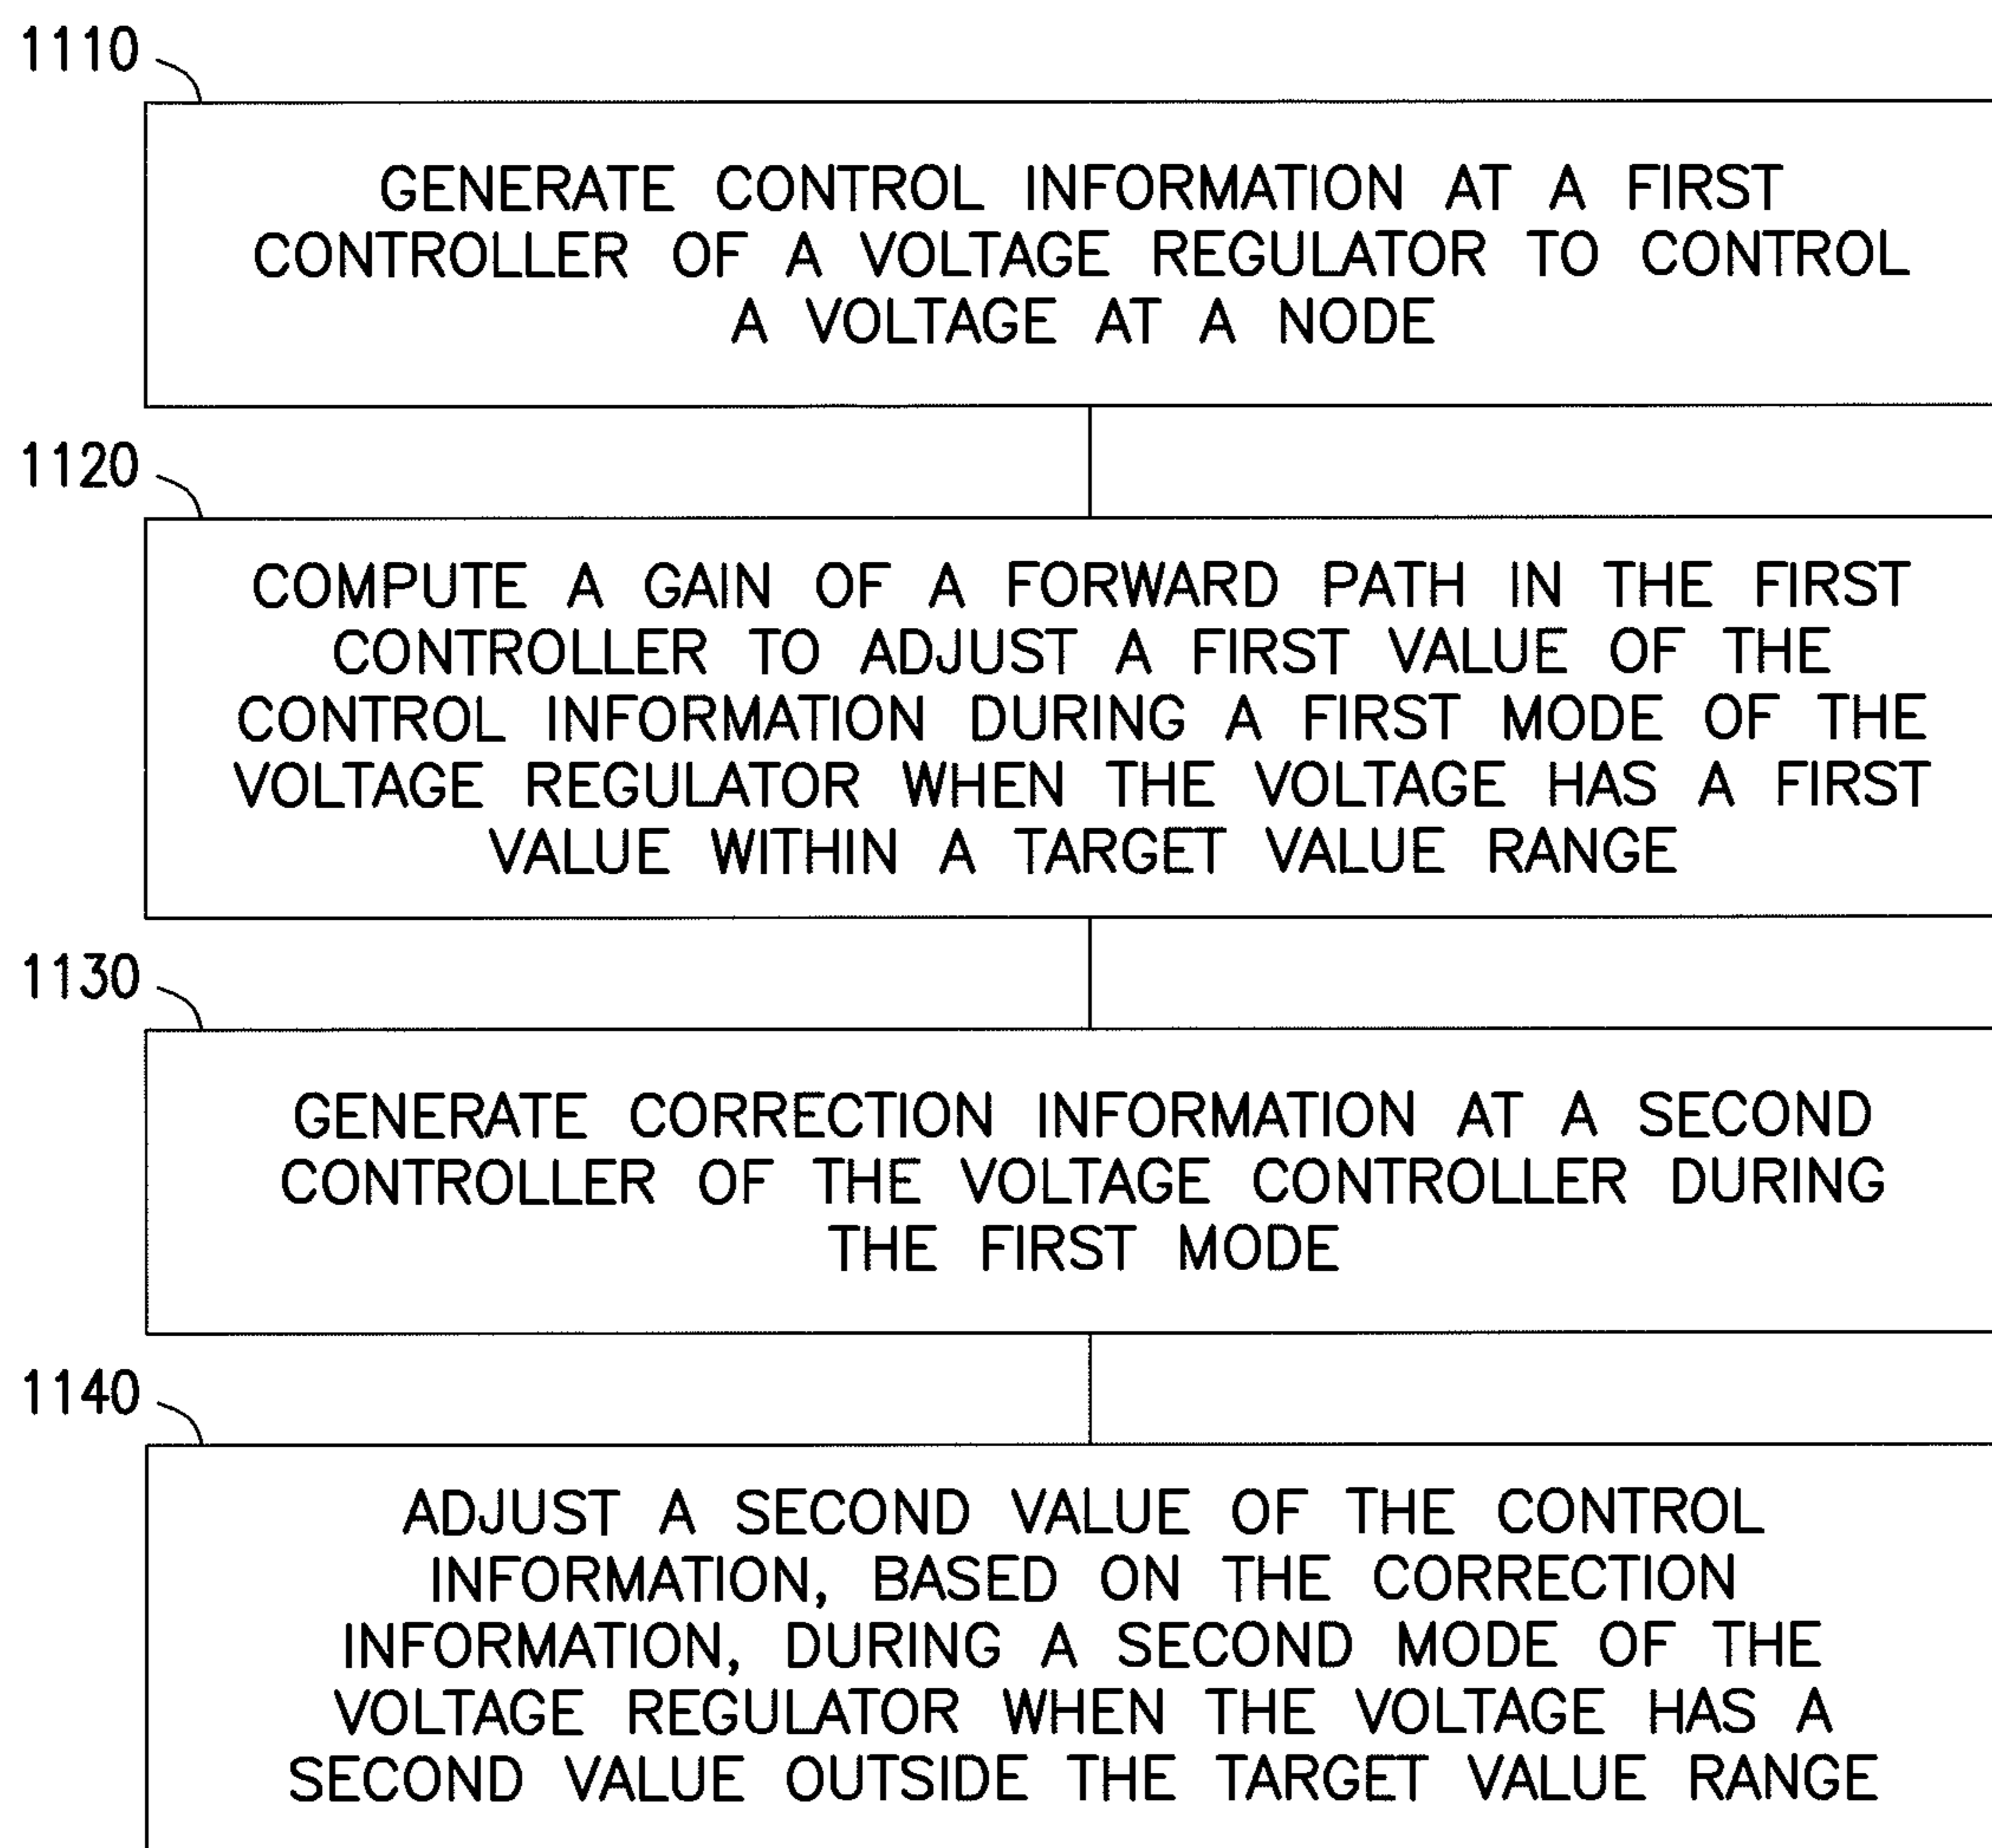 1110
GENERATE CONTROL INFORMATION AT A FIRST
CONTROLLER OF A VOLTAGE REGULATOR TO CONTROL
A VOLTAGE AT A NODE
1120
COMPUTE A GAIN OF A FORWARD PATH IN THE FIRST
CONTROLLER TO ADJUST A FIRST VALUE OF THE
CONTROL INFORMATION DURING A FIRST MODE OF THE
VOLTAGE REGULATOR WHEN THE VOLTAGE HAS A FIRST
VALUE WITHIN A TARGET VALUE RANGE
1130
GENERATE CORRECTION INFORMATION AT A SECOND
CONTROLLER OF THE VOLTAGE CONTROLLER DURING
THE FIRST MODE
1140
ADJUST A SECOND VALUE OF THE CONTROL
INFORMATION, BASED ON THE CORRECTION
INFORMATION, DURING A SECOND MODE OF THE
VOLTAGE REGULATOR WHEN THE VOLTAGE HAS A
SECOND VALUE OUTSIDE THE TARGET VALUE RANGE